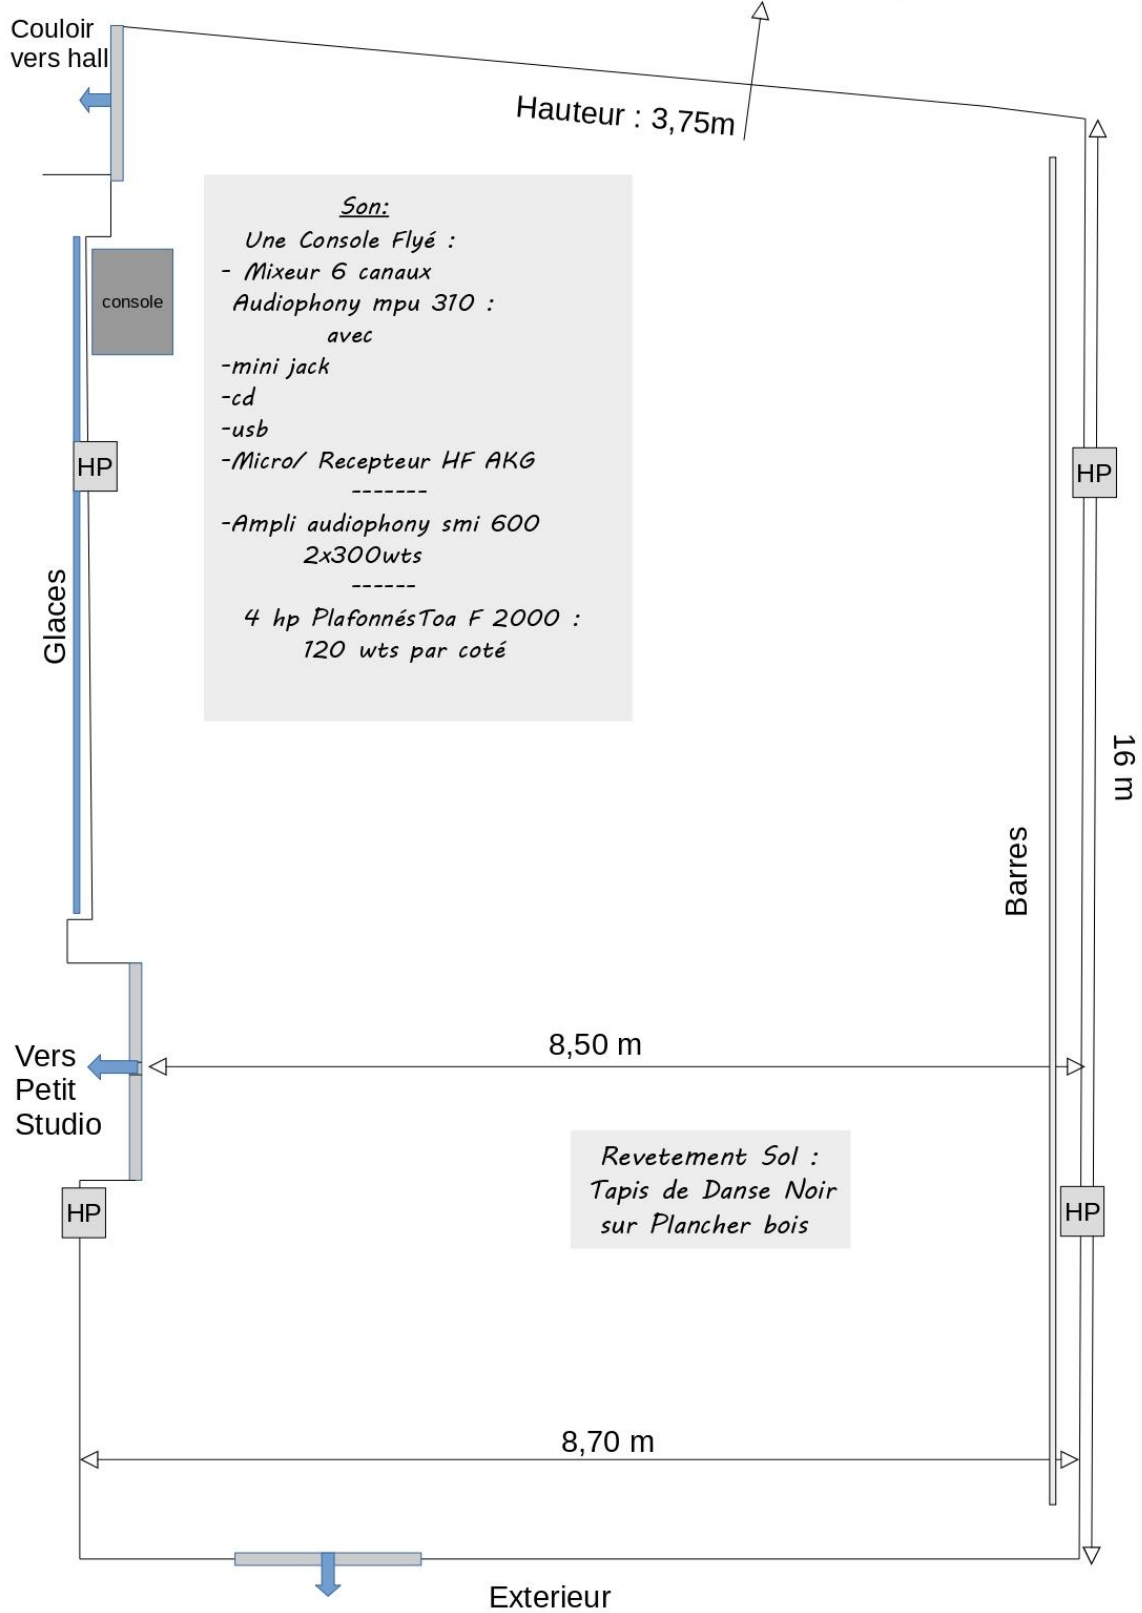 Couloir
vers hall
Hauteur : 3,75m
Son:
Une Console Flyé :
- Mixeur 6 canaux
Audiophony mpu 310 :
avec
-mini jack
-cd
-usb
-Micro/ Recepteur HF AKG
-------
-Ampli audiophony smi 600
2x300wts
------
4 hp PlafonnésToa F 2000 :
120 wts par coté
console
HP
HP
Glaces
16 m
Barres
8,50 m
Vers
Petit
Studio
Revetement Sol :
Tapis de Danse Noir
sur Plancher bois
HP
HP
8,70 m
Exterieur